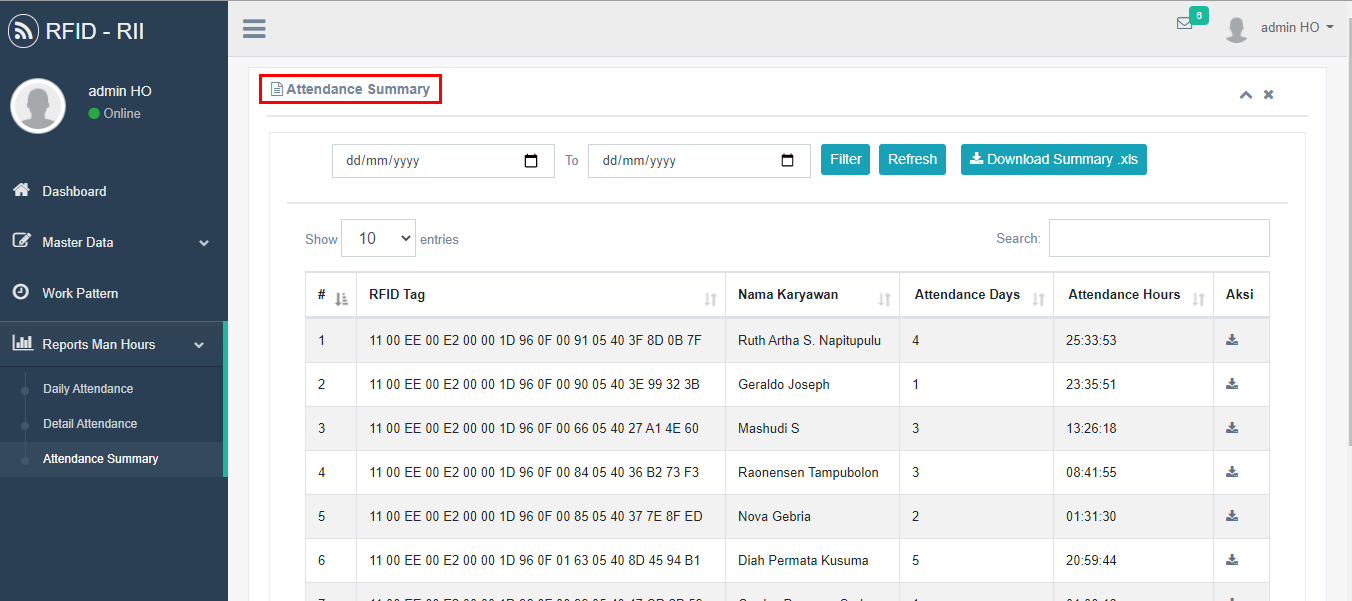 RFID - RII
6
admin HO
admin HO
Online
Attendance Summary
dd/mm/yyyy To dd/mm/yyyy Filter Refresh Download Summary .xls
Dashboard
Master Data
Work Pattern
Reports Man Hours
Daily Attendance
Detail Attendance
Attendance Summary
Show 10 entries Search:
# RFID Tag Nama Karyawan Attendance Days Attendance Hours Aksi
1 11 00 EE 00 E2 00 00 1D 96 0F 00 91 05 40 3F 8D 0B 7F Ruth Artha S. Napitupulu 4 25:33:53
2 11 00 EE 00 E2 00 00 1D 96 0F 00 90 05 40 3E 99 32 3B Geraldo Joseph 1 23:35:51
3 11 00 EE 00 E2 00 00 1D 96 0F 00 66 05 40 27 A1 4E 60 Mashudi S 3 13:26:18
4 11 00 EE 00 E2 00 00 1D 96 0F 00 84 05 40 36 B2 73 F3 Raonensen Tampubolon 3 08:41:55
5 11 00 EE 00 E2 00 00 1D 96 0F 00 85 05 40 37 7E 8F ED Nova Gebria 2 01:31:30
6 11 00 EE 00 E2 00 00 1D 96 0F 01 63 05 40 8D 45 94 B1 Diah Permata Kusuma 5 20:59:44